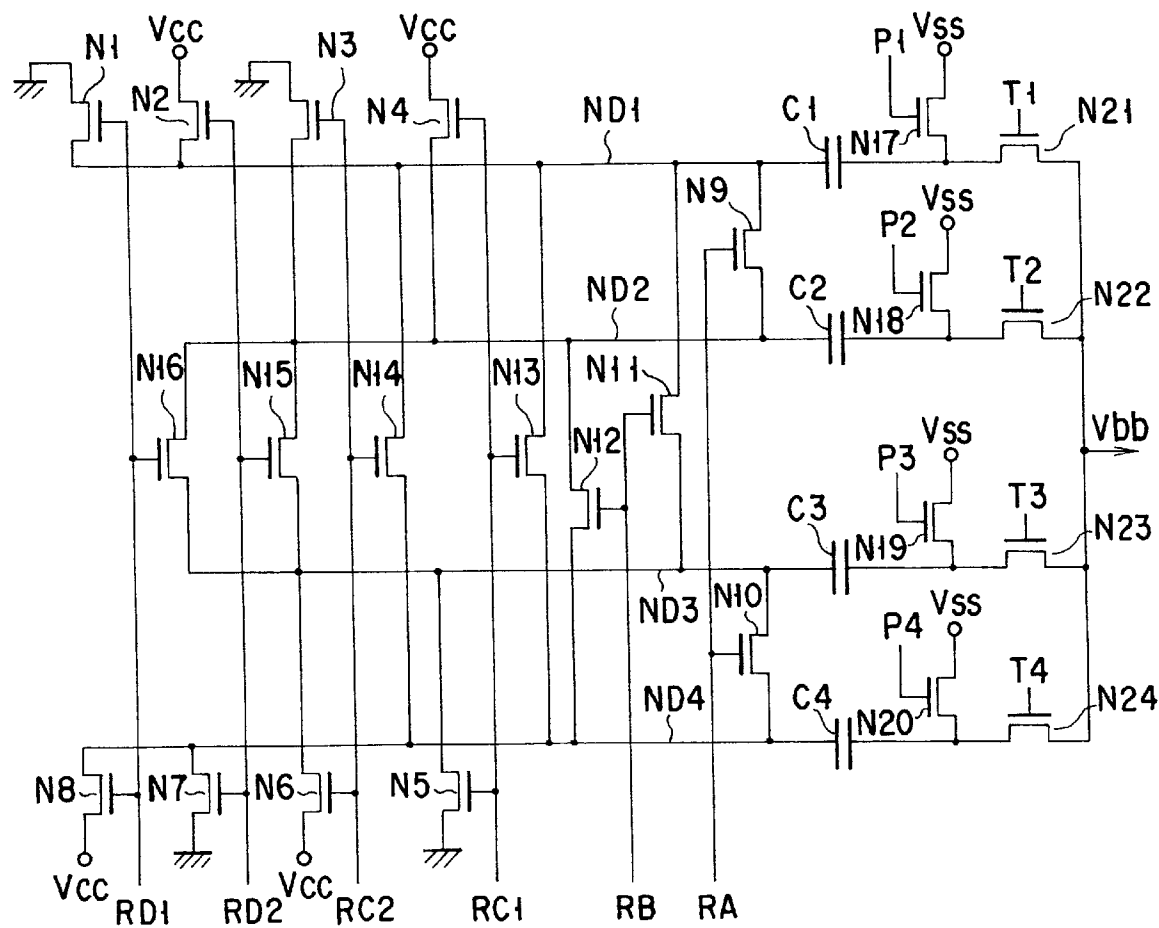 N1
Vcc
N2
N3
Vcc
N4
ND1
C1
P1
Vss
N17
T1
N21
N9
P2
Vss
N18
T2
N22
ND2
C2
N16
N15
N14
N13
N12
N11
Vbb
P3
Vss
N19
T3
N23
C3
ND3
N10
P4
Vss
N20
T4
N24
ND4
C4
N8
N7
N6
N5
Vcc
Vcc
RD1
RD2
RC2
RC1
RB
RA